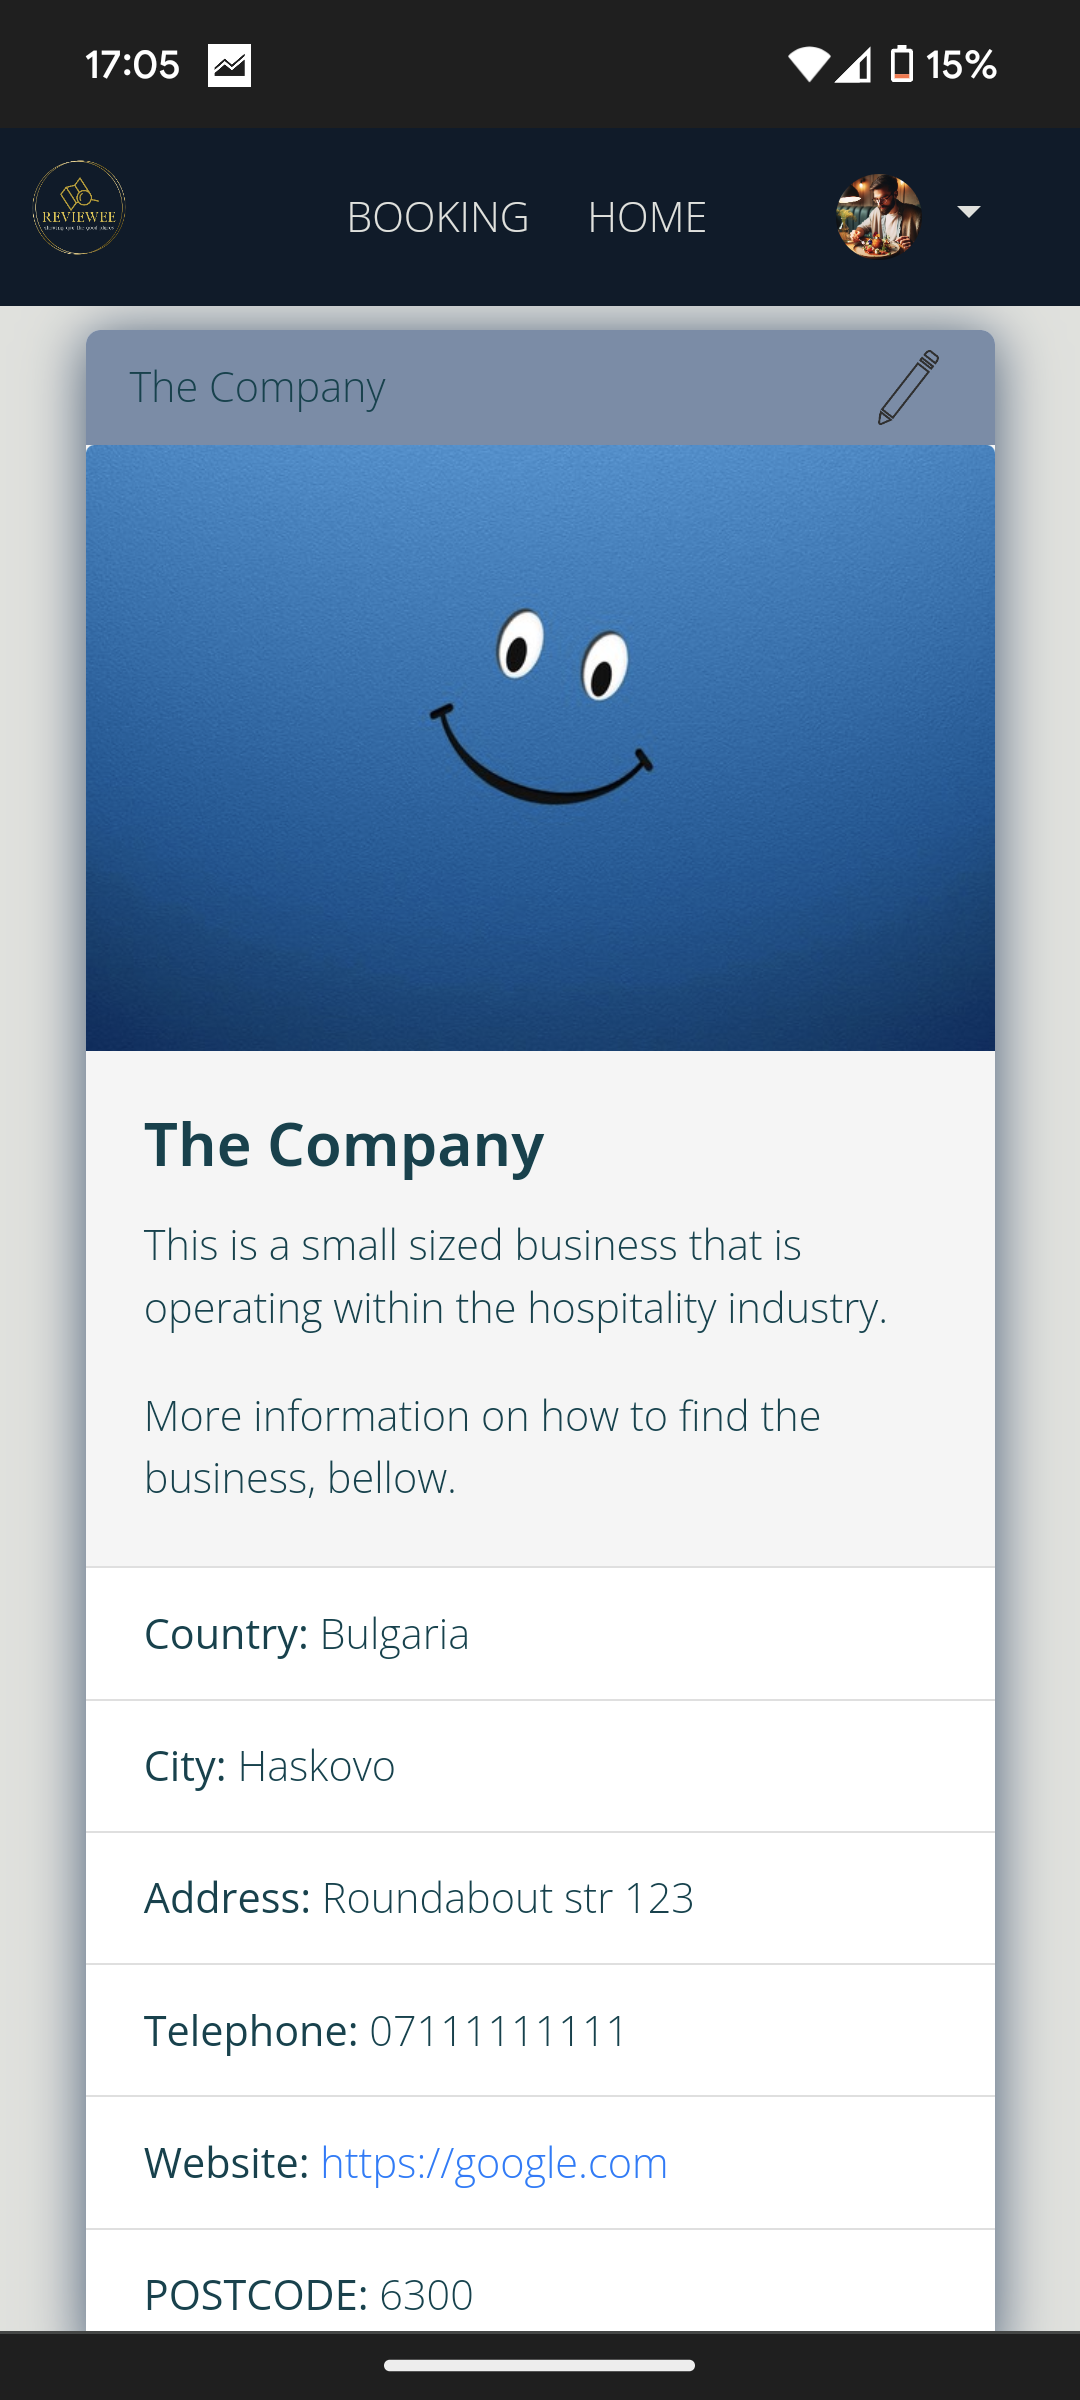 17:05
15%
REVIEWEE
BOOKING HOME
The Company
The Company
This is a small sized business that is
operating within the hospitality industry.
More information on how to find the
business, bellow.
Country: Bulgaria
City: Haskovo
Address: Roundabout str 123
Telephone: 07111111111
Website: https://google.com
POSTCODE: 6300